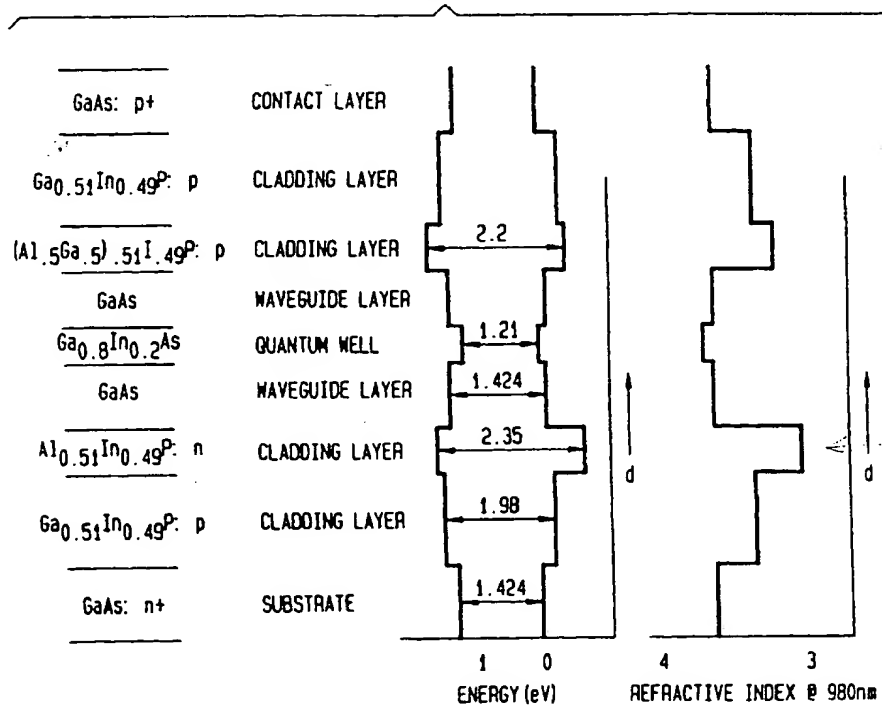 GaAs: p+ CONTACT LAYER
Ga0.51In0.49P: p CLADDING LAYER
(Al.5Ga.5).51I.49P: p CLADDING LAYER 2.2
GaAs WAVEGUIDE LAYER
Ga0.8In0.2As QUANTUM WELL 1.21
GaAs WAVEGUIDE LAYER 1.424
Al0.51In0.49P: n CLADDING LAYER 2.35
d d
Ga0.51In0.49P: p CLADDING LAYER 1.98
GaAs: n+ SUBSTRATE 1.424
1 0 4 3
ENERGY (eV) REFRACTIVE INDEX @ 980nm